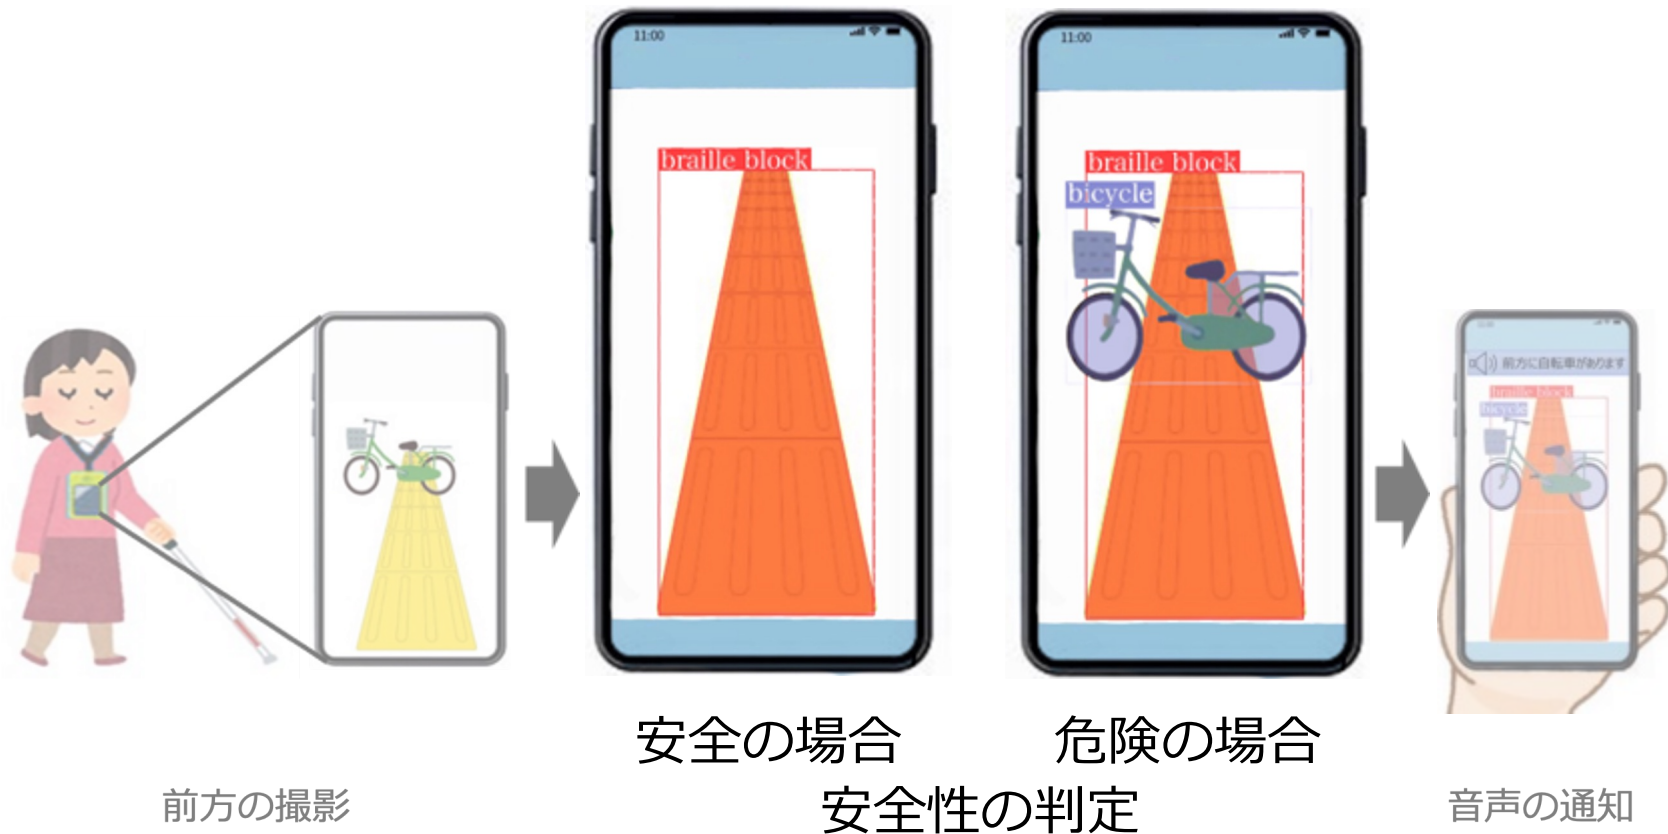 11:00
braille block
11:00
braille block
bicycle
前方に自転車があります
braille block
bicycle
安全の場合
危険の場合
前方の撮影
安全性の判定
音声の通知